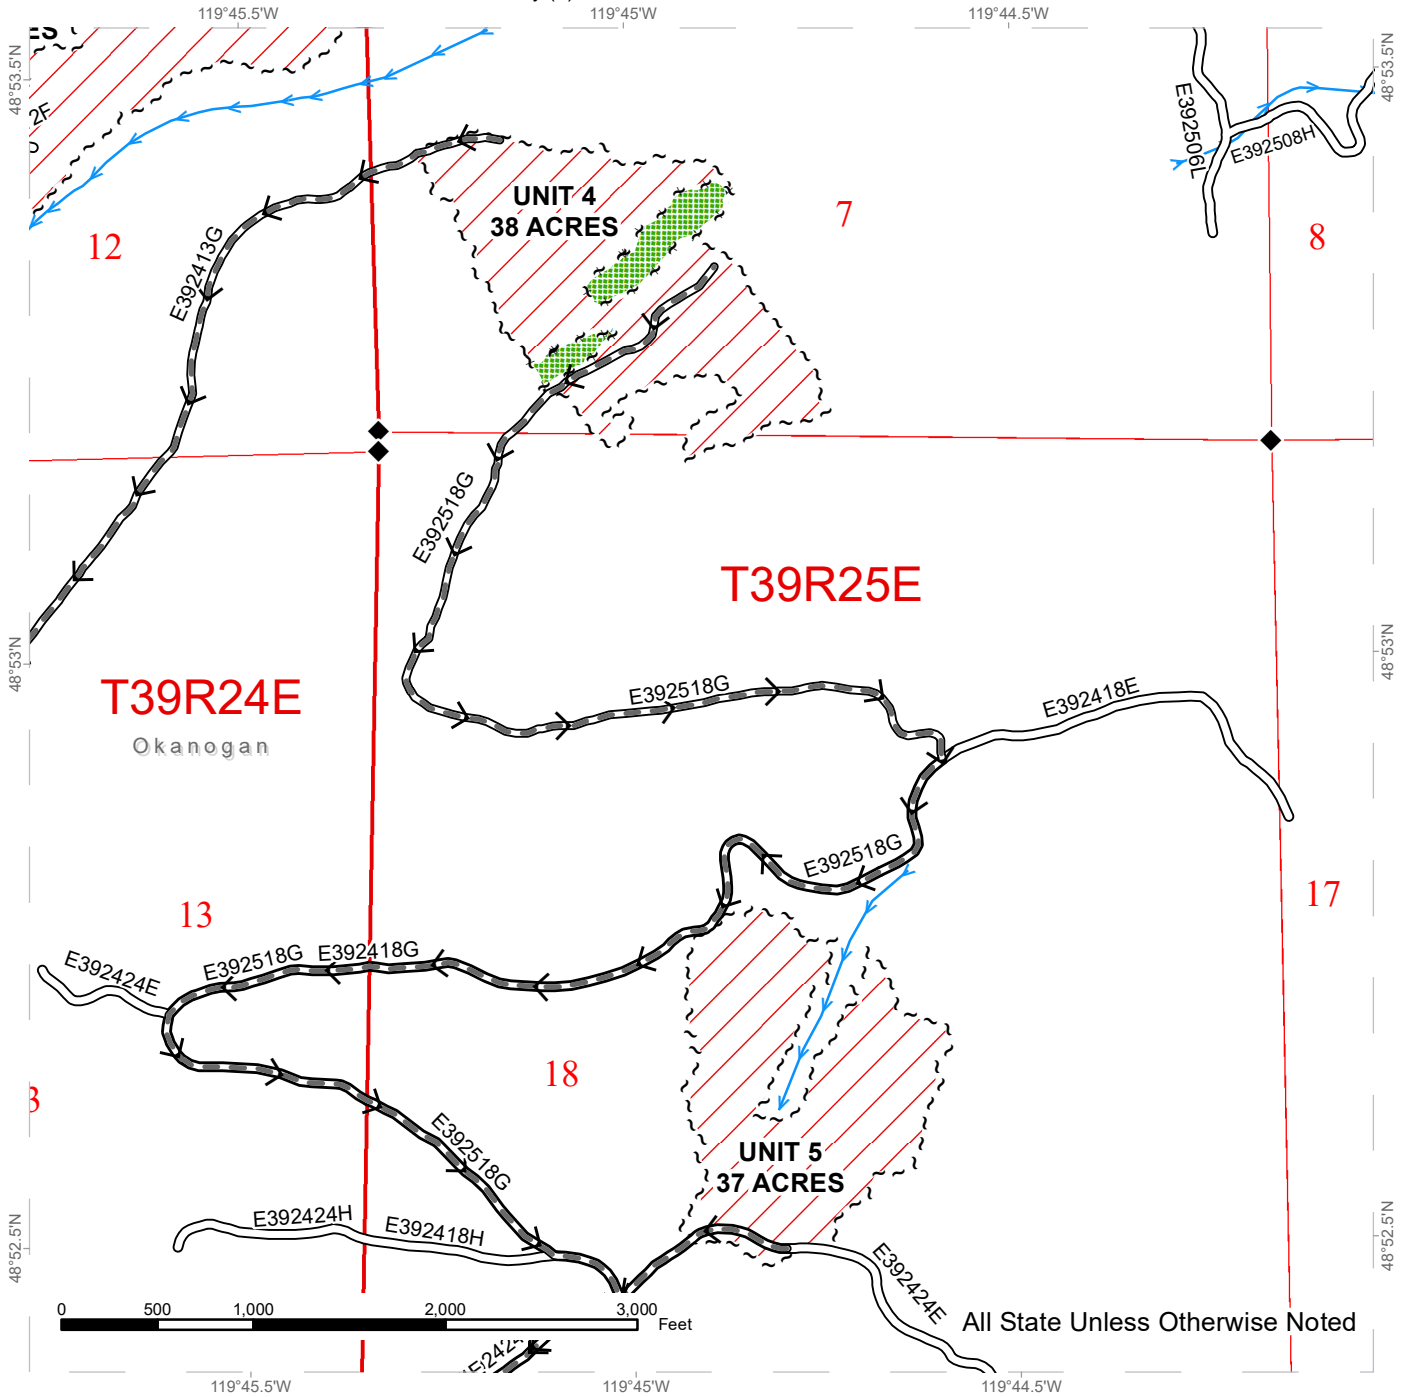 119°45.5'W
119°45'W
119°44.5'W
48°53.5'N
48°53.5'N
2F
E392506L
E392508H
UNIT 4
38 ACRES
7
8
12
E392413G
E392518G
T39R25E
48°53'N
48°53'N
T39R24E
Okanogan
E392518G
E392418E
E392518G
17
13
E392518G
E392418G
E392424E
18
3
E392518G
UNIT 5
37 ACRES
E392424H
E392418H
48°52.5'N
48°52.5'N
E392424E
0 500 1,000 2,000 3,000
Feet
All State Unless Otherwise Noted
119°45.5'W
119°45'W
119°44.5'W